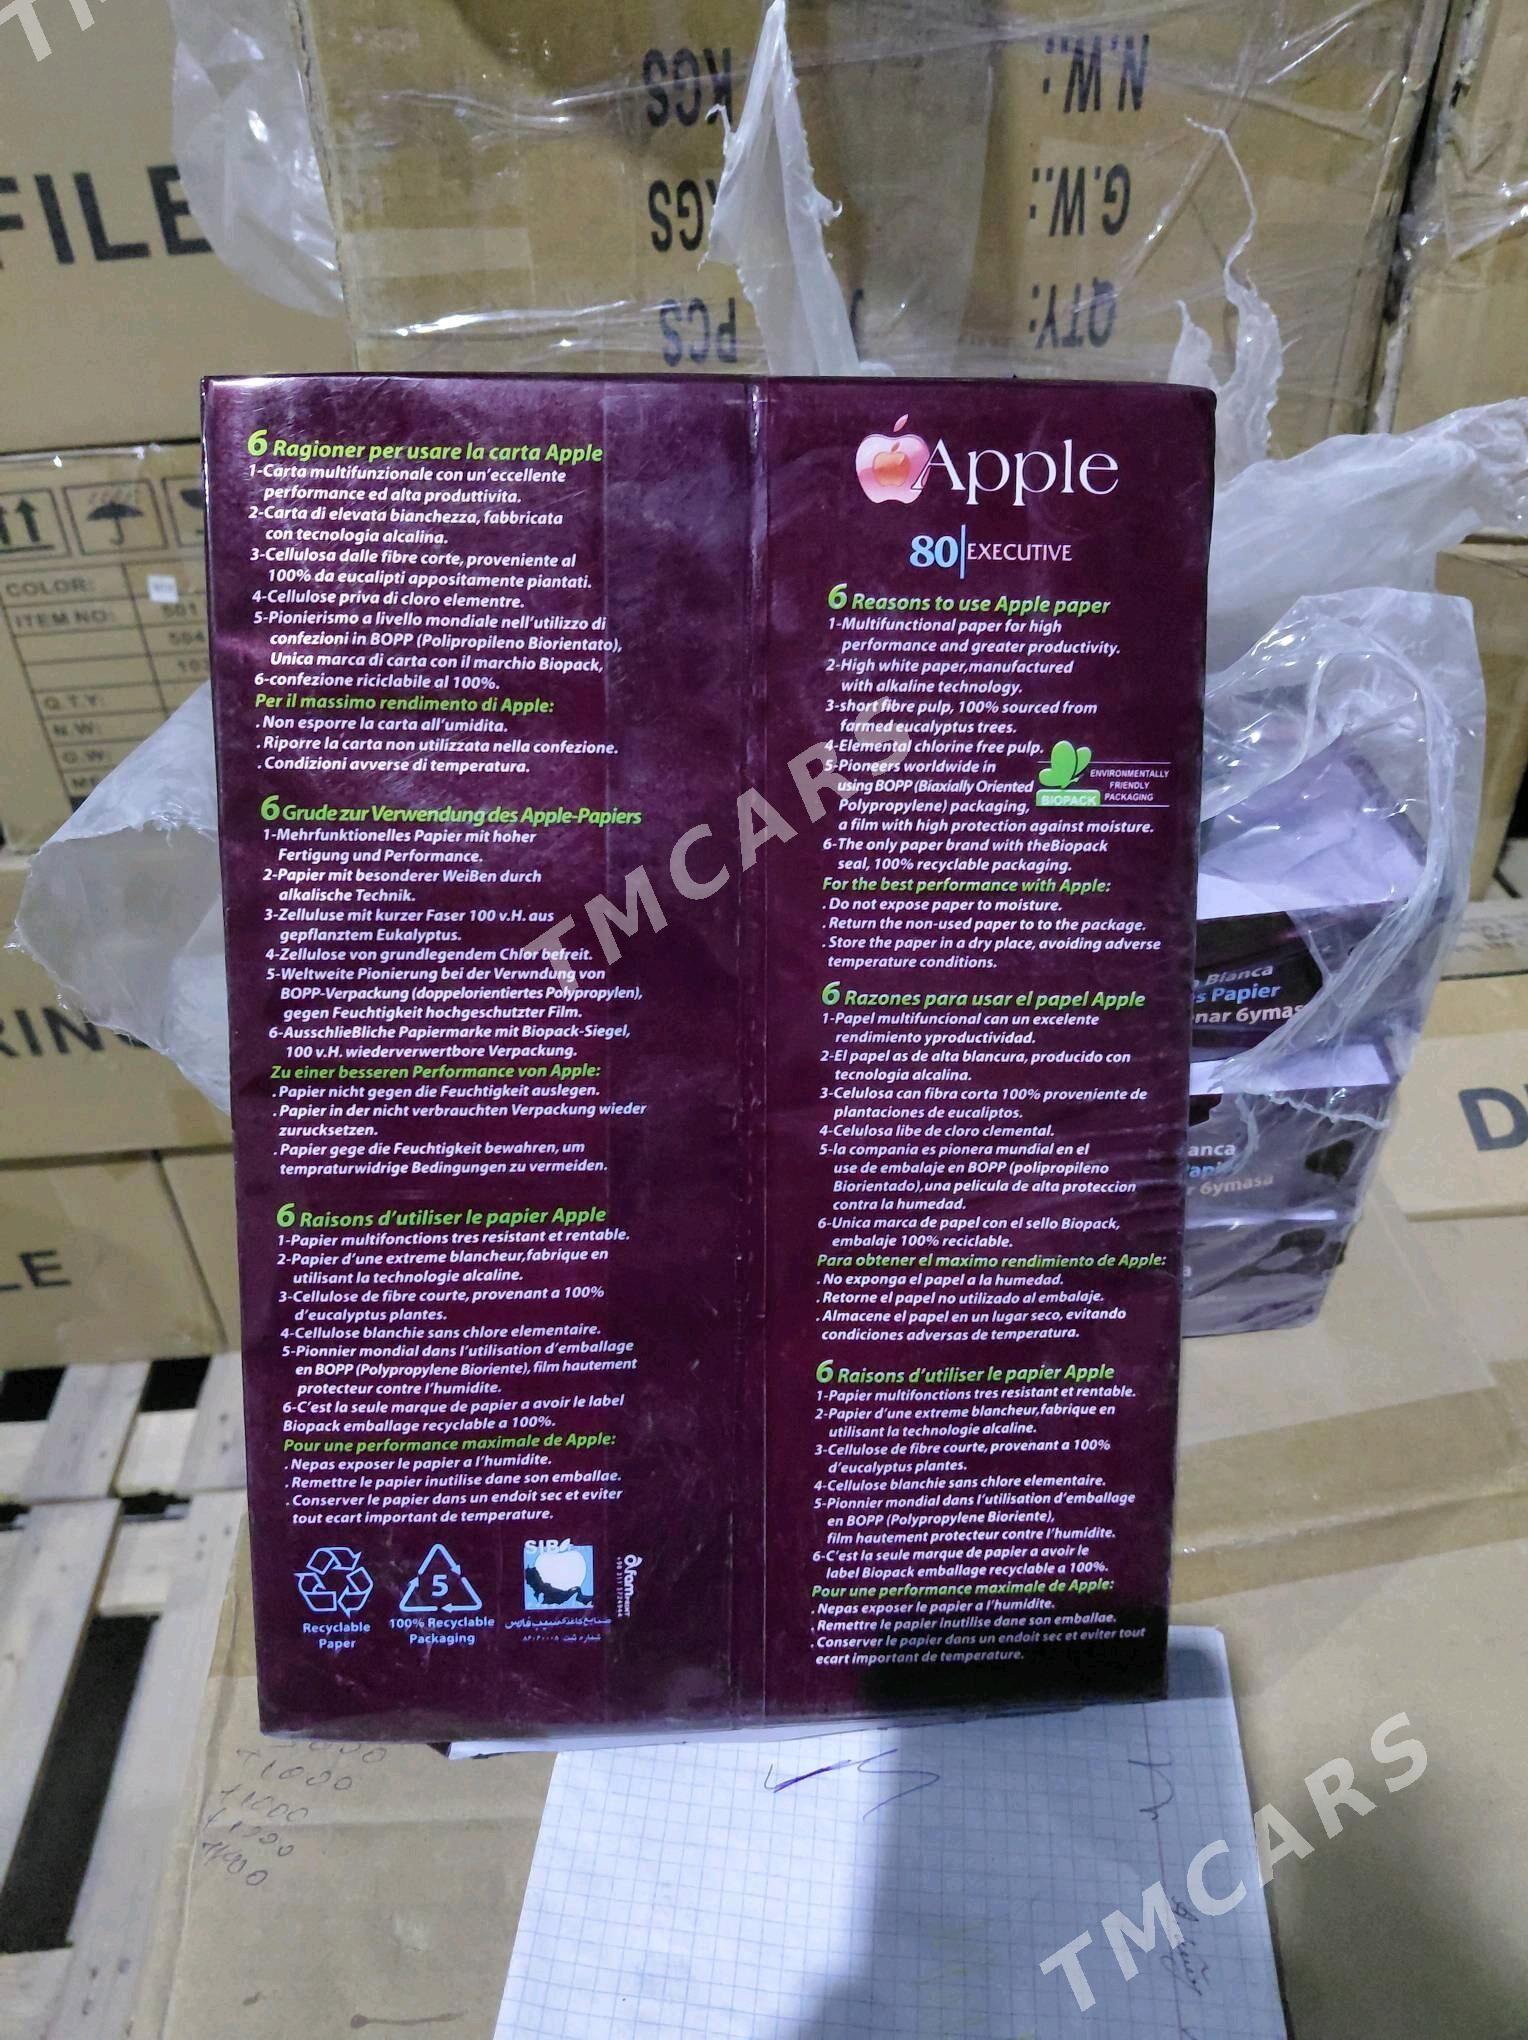 FILE
KGS
N.W.:
KGS
G.W.:
PCS
QTY:
COLOR:
ITEM NO:
Q.T.Y:
N.W:
G.W:
6 Ragioner per usare la carta Apple
1-Carta multifunzionale con un'eccellente
performance ed alta produttivita.
2-Carta di elevata bianchezza, fabbricata
con tecnologia alcalina.
3-Cellulosa dalle fibre corte, proveniente al
100% da eucalipti appositamente piantati.
4-Cellulose priva di cloro elementre.
5-Pionierismo a livello mondiale nell'utilizzo di
confezioni in BOPP (Polipropileno Biorientato),
Unica marca di carta con il marchio Biopack,
6-confezione riciclabile al 100%.
Per il massimo rendimento di Apple:
. Non esporre la carta all'umidita.
. Riporre la carta non utilizzata nella confezione.
. Condizioni avverse di temperatura.
6 Grude zur Verwendung des Apple-Papiers
1-Mehrfunktionelles Papier mit hoher
Fertigung und Performance.
2-Papier mit besonderer WeiBen durch
alkalische Technik.
3-Zelluluse mit kurzer Faser 100 v.H. aus
gepflanztem Eukalyptus.
4-Zellulose von grundlegendem Chlor befreit.
5-Weltweite Pionierung bei der Verwndung von
BOPP-Verpackung (doppelorientiertes Polypropylen),
gegen Feuchtigkeit hochgeschutzter Film.
6-AusschlieBliche Papiermarke mit Biopack-Siegel,
100 v.H. wiederverwertbore Verpackung.
Zu einer besseren Performance von Apple:
. Papier nicht gegen die Feuchtigkeit auslegen.
. Papier in der nicht verbrauchten Verpackung wieder
zurucksetzen.
. Papier gege die Feuchtigkeit bewahren, um
tempraturwidrige Bedingungen zu vermeiden.
6 Raisons d'utiliser le papier Apple
1-Papier multifonctions tres resistant et rentable.
2-Papier d'une extreme blancheur,fabrique en
utilisant la technologie alcaline.
3-Cellulose de fibre courte, provenant a 100%
d'eucalyptus plantes.
4-Cellulose blanchie sans chlore elementaire.
5-Pionnier mondial dans l'utilisation d'emballage
en BOPP (Polypropylene Bioriente), film hautement
protecteur contre l'humidite.
6-C'est la seule marque de papier a avoir le label
Biopack emballage recyclable a 100%.
Pour une performance maximale de Apple:
. Nepas exposer le papier a l'humidite.
. Remettre le papier inutilise dane son emballae.
. Conserver le papier dans un endoit sec et eviter
tout ecart important de temperature.
Recyclable
Paper
5
100% Recyclable
Packaging
SIB
صنایع کاغذ سیب فارس
Apple
80 EXECUTIVE
6 Reasons to use Apple paper
1-Multifunctional paper for high
performance and greater productivity.
2-High white paper,manufactured
with alkaline technology.
3-short fibre pulp, 100% sourced from
farmed eucalyptus trees.
4-Elemental chlorine free pulp.
5-Pioneers worldwide in
using BOPP (Biaxially Oriented
Polypropylene) packaging,
a film with high protection against moisture.
BIOPACK
ENVIRONMENTALLY
FRIENDLY
PACKAGING
6-The only paper brand with theBiopack
seal, 100% recyclable packaging.
For the best performance with Apple:
. Do not expose paper to moisture.
. Return the non-used paper to to the package.
. Store the paper in a dry place, avoiding adverse
temperature conditions.
6 Razones para usar el papel Apple
1-Papel multifuncional can un excelente
rendimiento yproductividad.
2-El papel as de alta blancura, producido con
tecnologia alcalina.
3-Celulosa can fibra corta 100% proveniente de
plantaciones de eucaliptos.
4-Celulosa libe de cloro clemental.
5-la compania es pionera mundial en el
use de embalaje en BOPP (polipropileno
Biorientado),una pelicula de alta proteccion
contra la humedad.
6-Unica marca de papel con el sello Biopack,
embalaje 100% reciclable.
Para obtener el maximo rendimiento de Apple:
. No exponga el papel a la humedad.
. Retorne el papel no utilizado al embalaje.
. Almacene el papel en un lugar seco, evitando
condiciones adversas de temperatura.
6 Raisons d'utiliser le papier Apple
1-Papier multifonctions tres resistant et rentable.
2-Papier d'une extreme blancheur,fabrique en
utilisant la technologie alcaline.
3-Cellulose de fibre courte, provenant a 100%
d'eucalyptus plantes.
4-Cellulose blanchie sans chlore elementaire.
5-Pionnier mondial dans l'utilisation d'emballage
en BOPP (Polypropylene Bioriente),
film hautement protecteur contre l'humidite.
6-C'est la seule marque de papier a avoir le
label Biopack emballage recyclable a 100%.
Pour une performance maximale de Apple:
. Nepas exposer le papier a l'humidite.
. Remettre le papier inutilise dane son emballae.
. Conserver le papier dans un endoit sec et eviter tout
ecart important de temperature.
Bianca
s Papier
nar 6ymas
anca
r 6ymasa
TMCARS
TMCARS